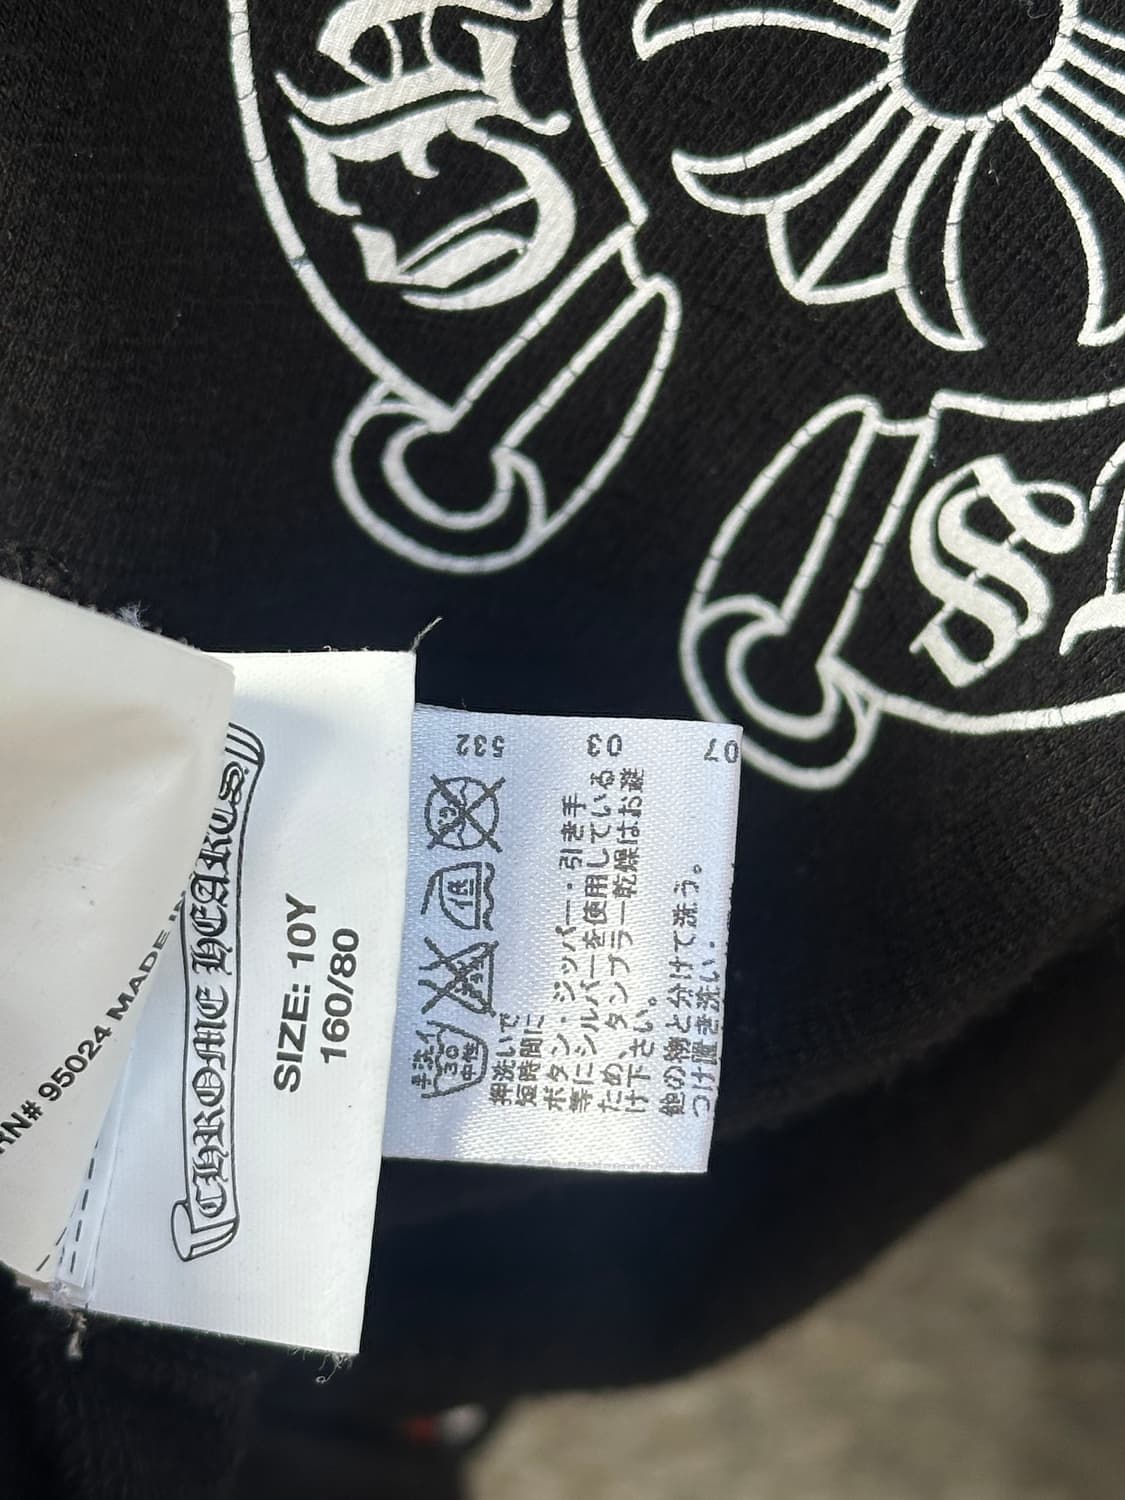 RN# 95024 MADE
CHROME HEARTS
SIZE: 10Y
160/80
532
03
07
手洗イ
30
中性
押洗いで
短時間に
ボタン・ジッパー・引き手
等にシルバーを使用している
ため、タンブラー乾燥はお避
け下さい。
他の物と分けて洗う。
つけ置き洗い
S